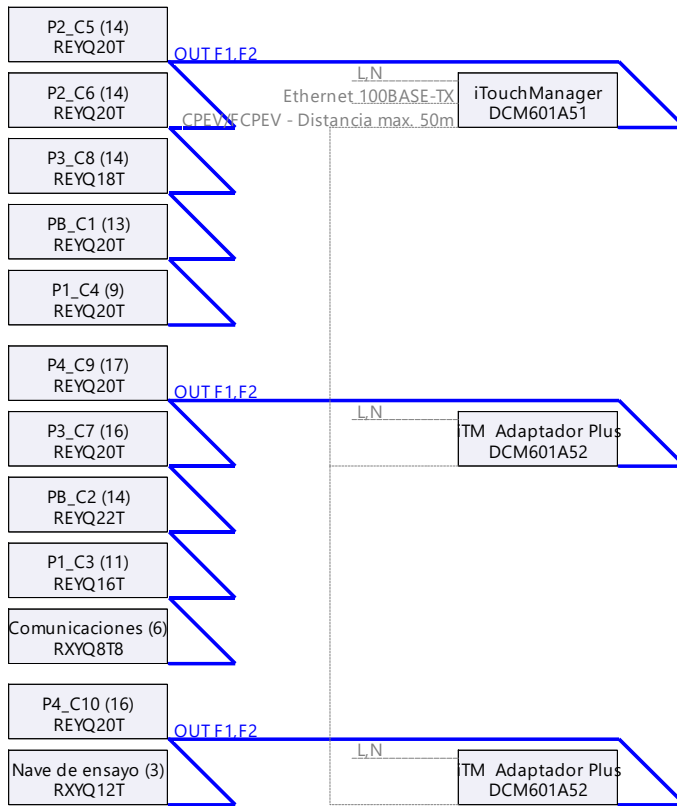 P2_C5 (14)
REYQ20T
OUT F1,F2
L,N
P2_C6 (14)
REYQ20T
Ethernet 100BASE-TX
iTouchManager
DCM601A51
CPEV/FCPEV - Distancia max. 50m
P3_C8 (14)
REYQ18T
PB_C1 (13)
REYQ20T
P1_C4 (9)
REYQ20T
P4_C9 (17)
REYQ20T
OUT F1,F2
L,N
P3_C7 (16)
REYQ20T
iTM Adaptador Plus
DCM601A52
PB_C2 (14)
REYQ22T
P1_C3 (11)
REYQ16T
Comunicaciones (6)
RXYQ8T8
P4_C10 (16)
REYQ20T
OUT F1,F2
L,N
Nave de ensayo (3)
RXYQ12T
iTM Adaptador Plus
DCM601A52